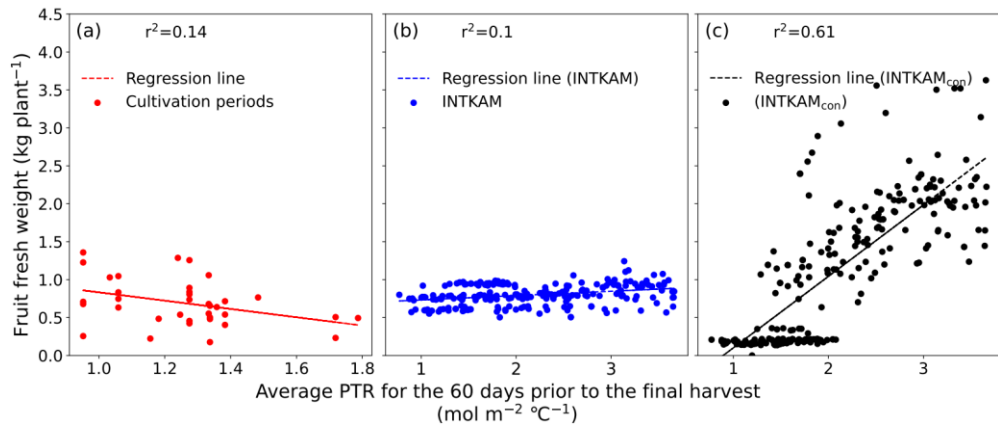 (a)
r²=0.14
Regression line
Cultivation periods
(b)
r²=0.1
Regression line (INTKAM)
INTKAM
(c)
r²=0.61
Regression line (INTKAM_con)
(INTKAM_con)
Fruit fresh weight (kg plant⁻¹)
4.5
4.0
3.5
3.0
2.5
2.0
1.5
1.0
0.5
0.0
1.0 1.2 1.4 1.6 1.8
1 2 3
1 2 3
Average PTR for the 60 days prior to the final harvest
(mol m⁻² °C⁻¹)